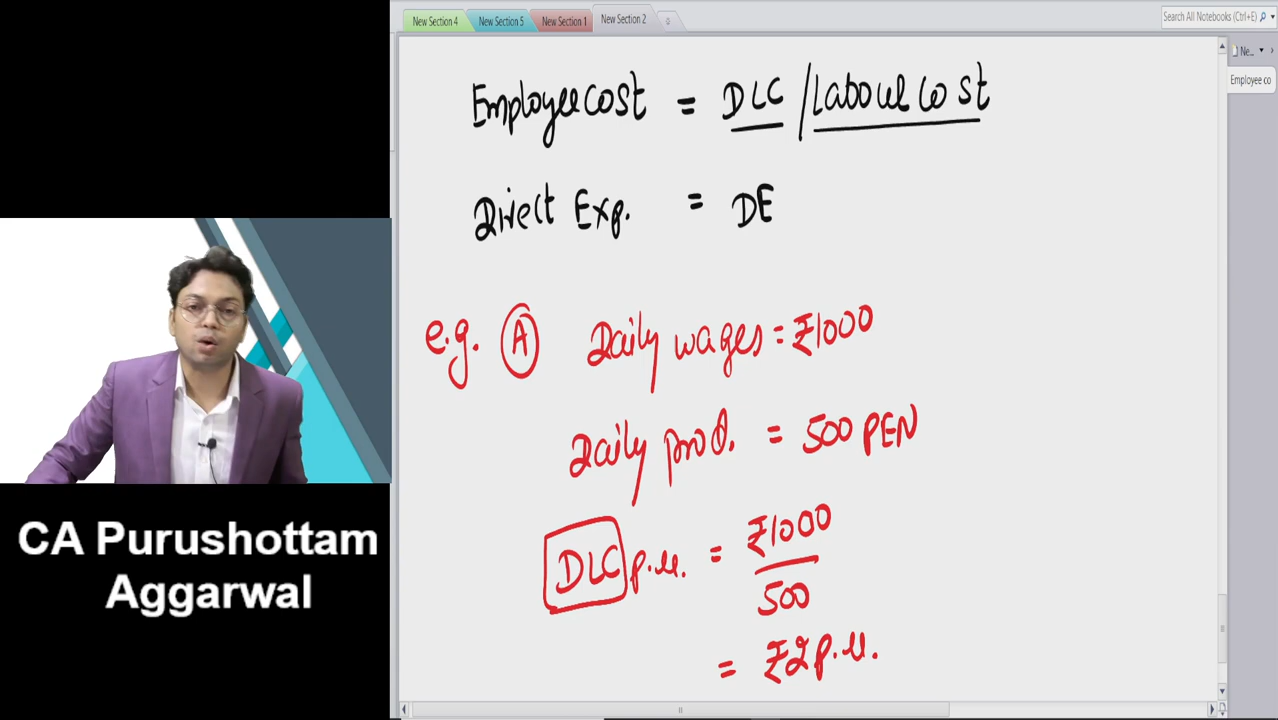 New Section 4 New Section 5 New Section 1 New Section 2
Search All Notebooks (Ctrl+E)
Ne...
Employee co
Employee cost = DLC / Labour cost
Direct Exp. = DE
e.g. A Daily wages = ₹1000
Daily prod. = 500 PEN
DLC p.u. = ₹1000
500
= ₹2 p.u.
CA Purushottam
Aggarwal